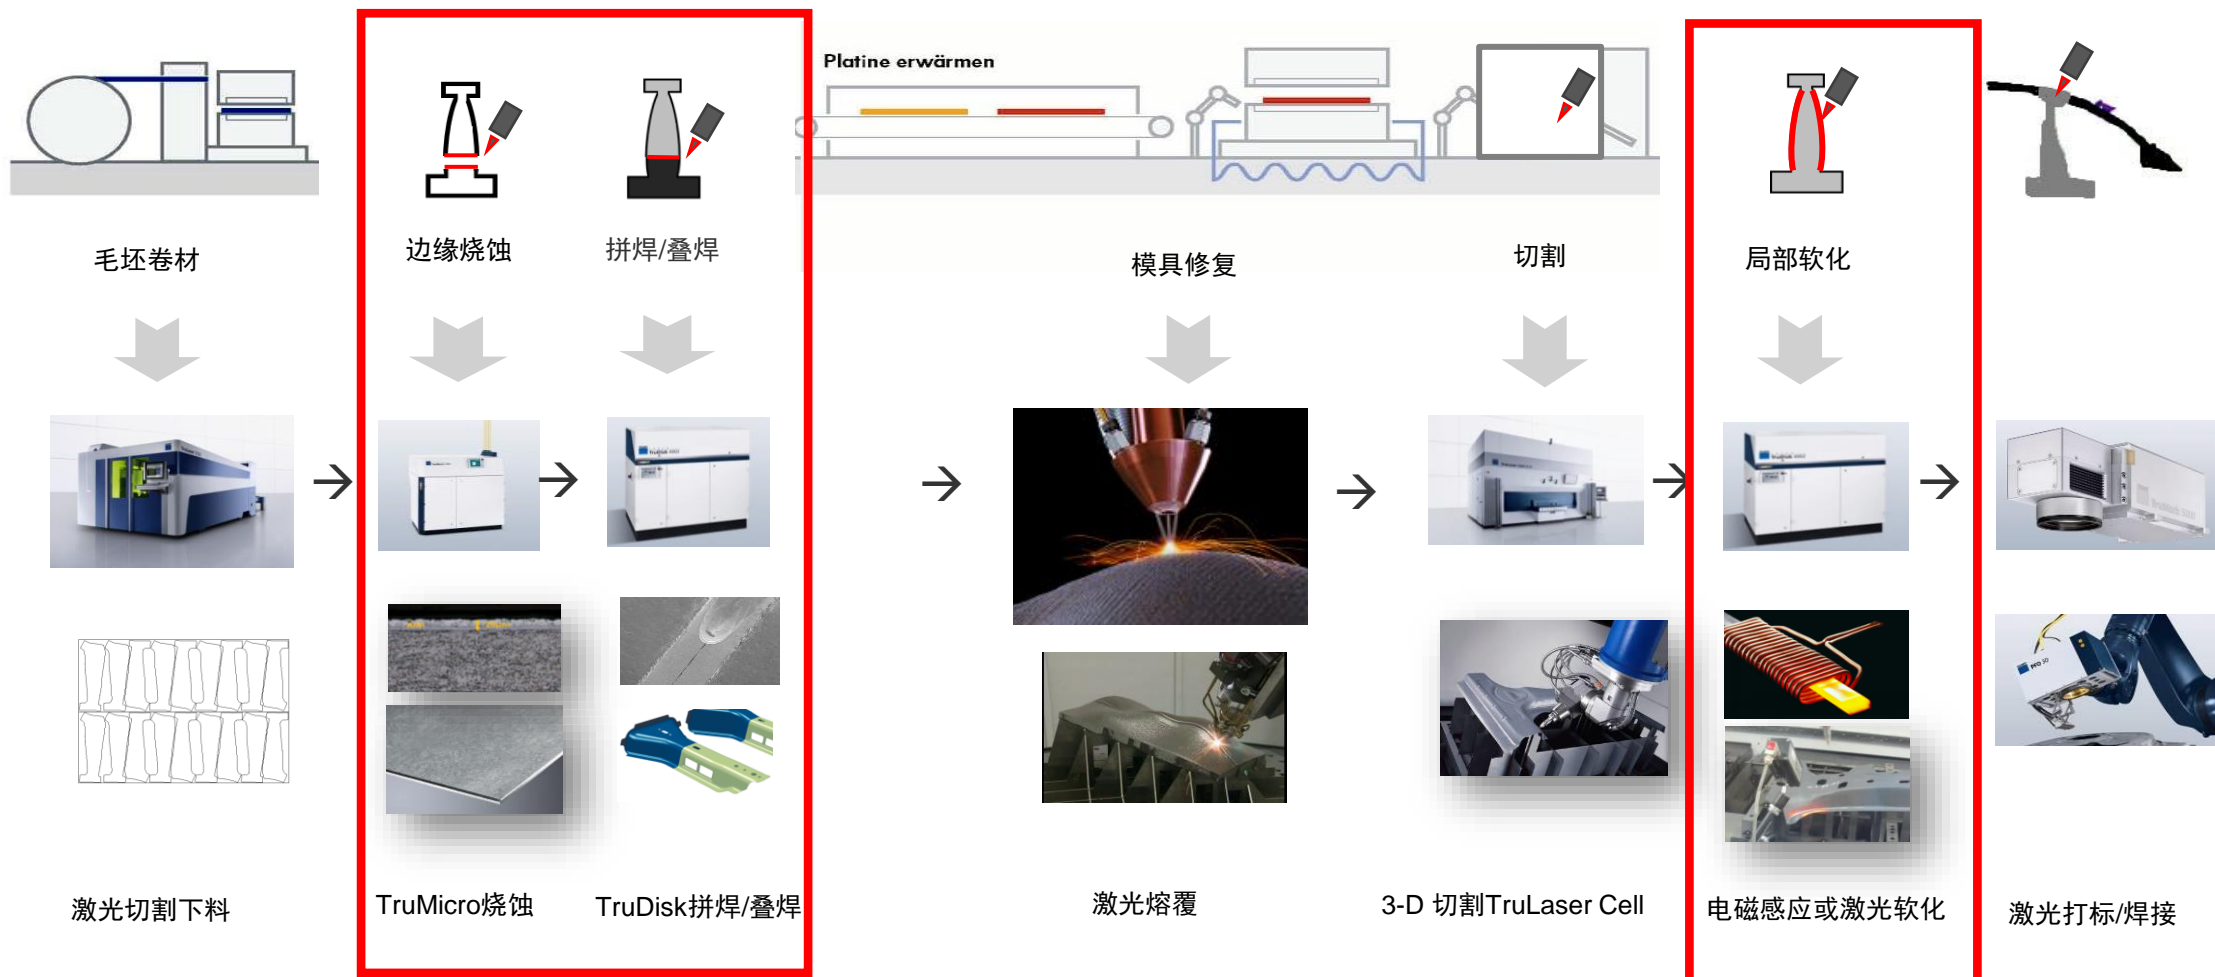 Platine erwärmen
毛坯卷材
边缘烧蚀
拼焊/叠焊
模具修复
切割
局部软化
激光切割下料
TruMicro烧蚀
TruDisk拼焊/叠焊
激光熔覆
3-D 切割TruLaser Cell
电磁感应或激光软化
激光打标/焊接